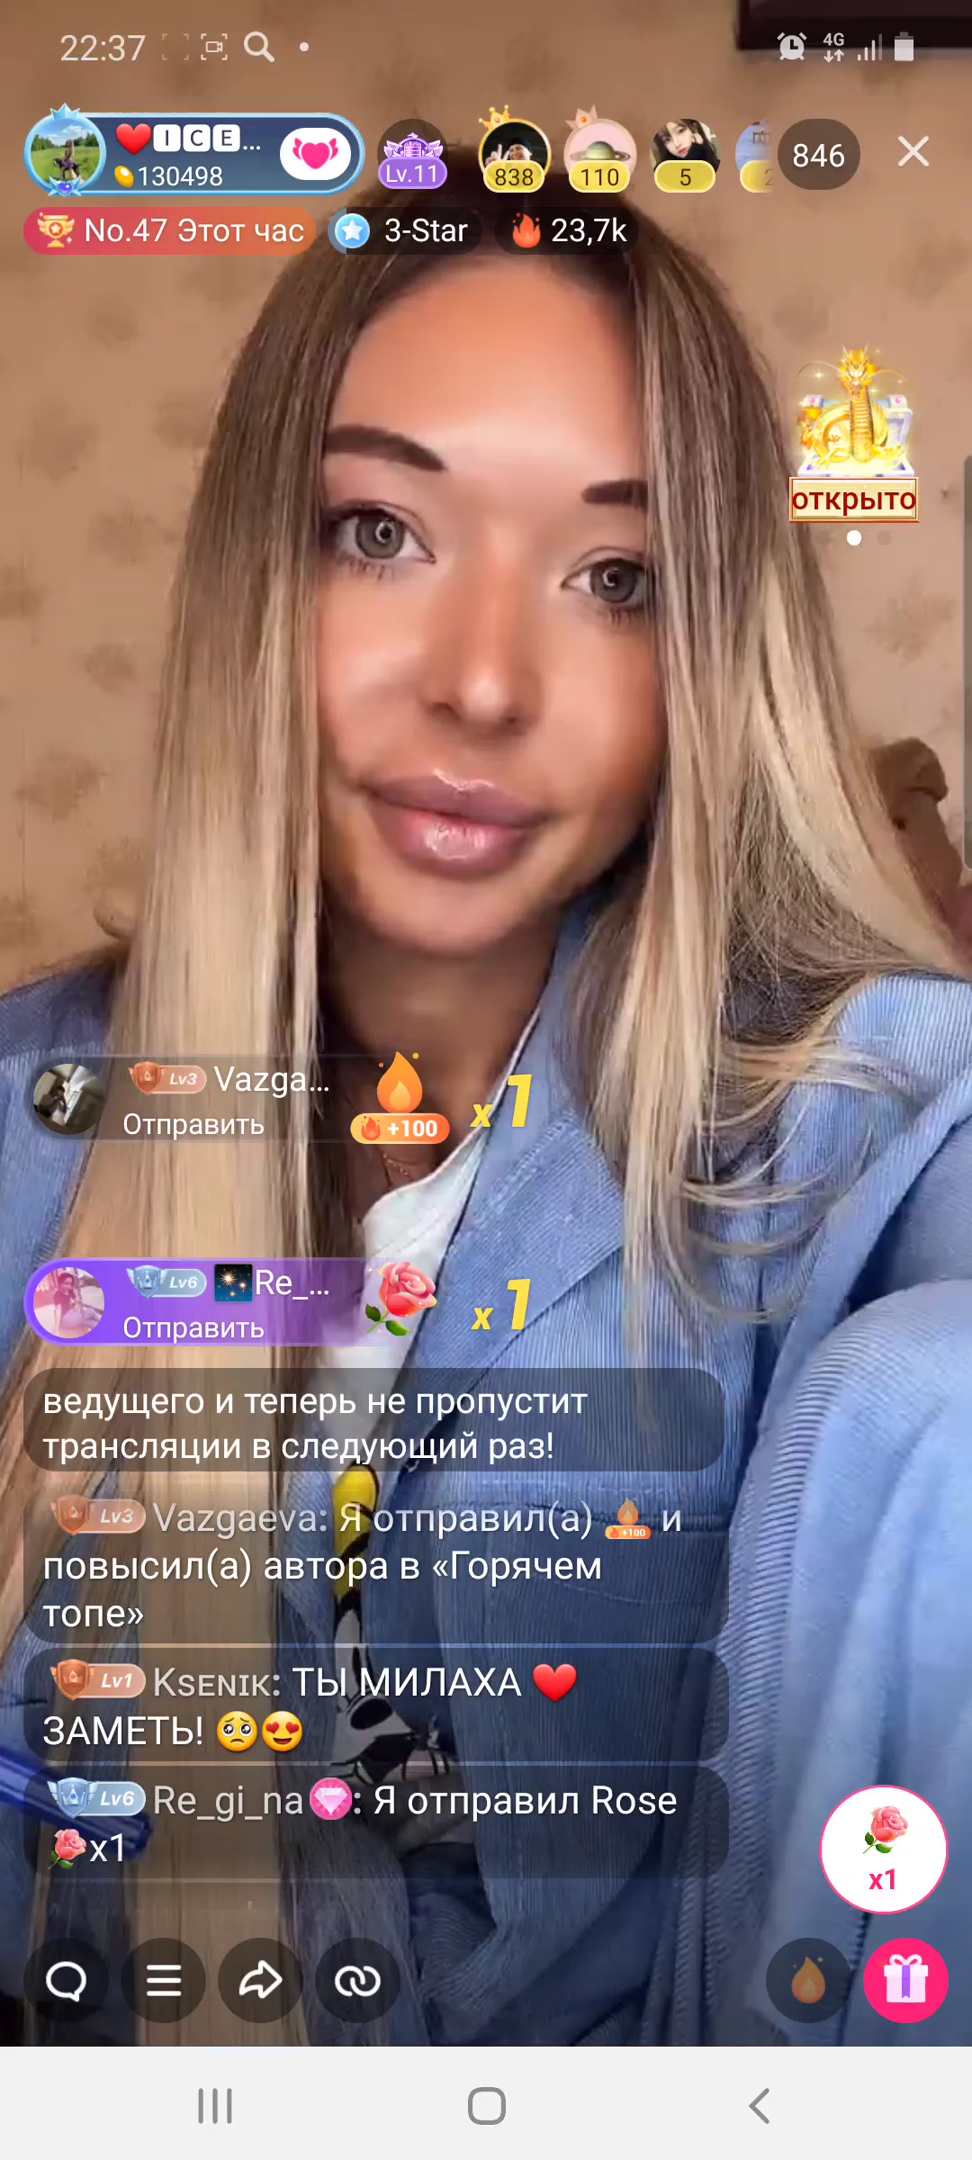 22:37
4G
❤️🅸🅲🅴...
130498
Lv.11
838
110
5
2
846
No.47 Этот час
3-Star
23,7k
открыто
Lv3 Vazga...
Отправить
+100
x1
Lv6 Re_...
Отправить
x1
ведущего и теперь не пропустит
трансляции в следующий раз!
Lv3 Vazgaeva: Я отправил(а) +100 и
повысил(а) автора в «Горячем
топе»
Lv1 Kꜱᴇɴɪᴋ: ТЫ МИЛАХА ❤️
ЗАМЕТЬ! 🥺😍
Lv6 Re_gi_na💎: Я отправил Rose
🌹x1
x1